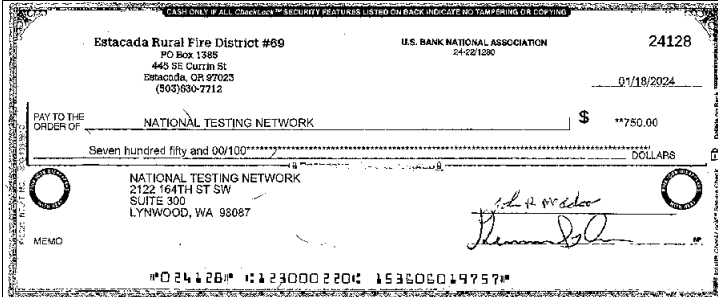 CASH ONLY IF ALL CheckLock™ SECURITY FEATURES LISTED ON BACK INDICATE NO TAMPERING OR COPYING
Estacada Rural Fire District #69
PO Box 1385
445 SE Currin St
Estacada, OR 97023
(503)630-7712
U.S. BANK NATIONAL ASSOCIATION
24-22/1230
24128
01/18/2024
PAY TO THE
ORDER OF
NATIONAL TESTING NETWORK
$ **750.00
Seven hundred fifty and 00/100
DOLLARS
NATIONAL TESTING NETWORK
2122 164TH ST SW
SUITE 300
LYNWOOD, WA 98087
MEMO
⑈024128⑈ ⑆123000220⑆ 153606019757⑈